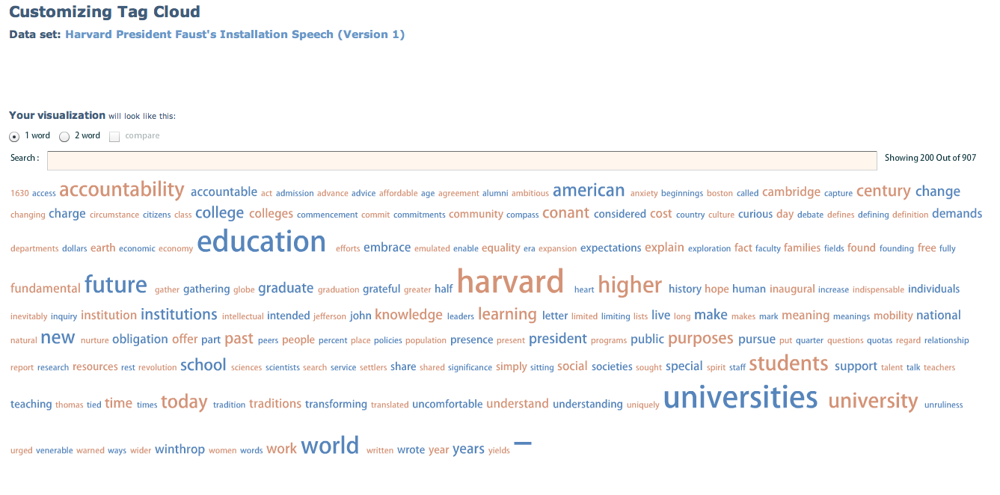 Customizing Tag Cloud
Data set: Harvard President Faust's Installation Speech (Version 1)
Your visualization will look like this:
1 word 2 word compare
Search : Showing 200 Out of 907
1630 access accountability accountable act admission advance advice affordable age agreement alumni ambitious american anxiety beginnings boston called cambridge capture century change
changing charge circumstance citizens class college colleges commencement commit commitments community compass conant considered cost country culture curious day debate defines defining definition demands
departments dollars earth economic economy education efforts embrace emulated enable equality era expansion expectations explain exploration fact faculty families fields found founding free fully
fundamental future gather gathering globe graduate graduation grateful greater half harvard heart higher history hope human inaugural increase indispensable individuals
inevitably inquiry institution institutions intellectual intended jefferson john knowledge leaders learning letter limited limiting lists live long make makes mark meaning meanings mobility national
natural new nurture obligation offer part past peers people percent place policies population presence present president programs public purposes pursue put quarter questions quotas regard relationship
report research resources rest revolution school sciences scientists search service settlers share shared significance simply sitting social societies sought special spirit staff students support talent talk teachers
teaching thomas tied time times today tradition traditions transforming translated uncomfortable understand understanding uniquely universities university unruliness
urged venerable warned ways wider winthrop women words work world written wrote year years yields –